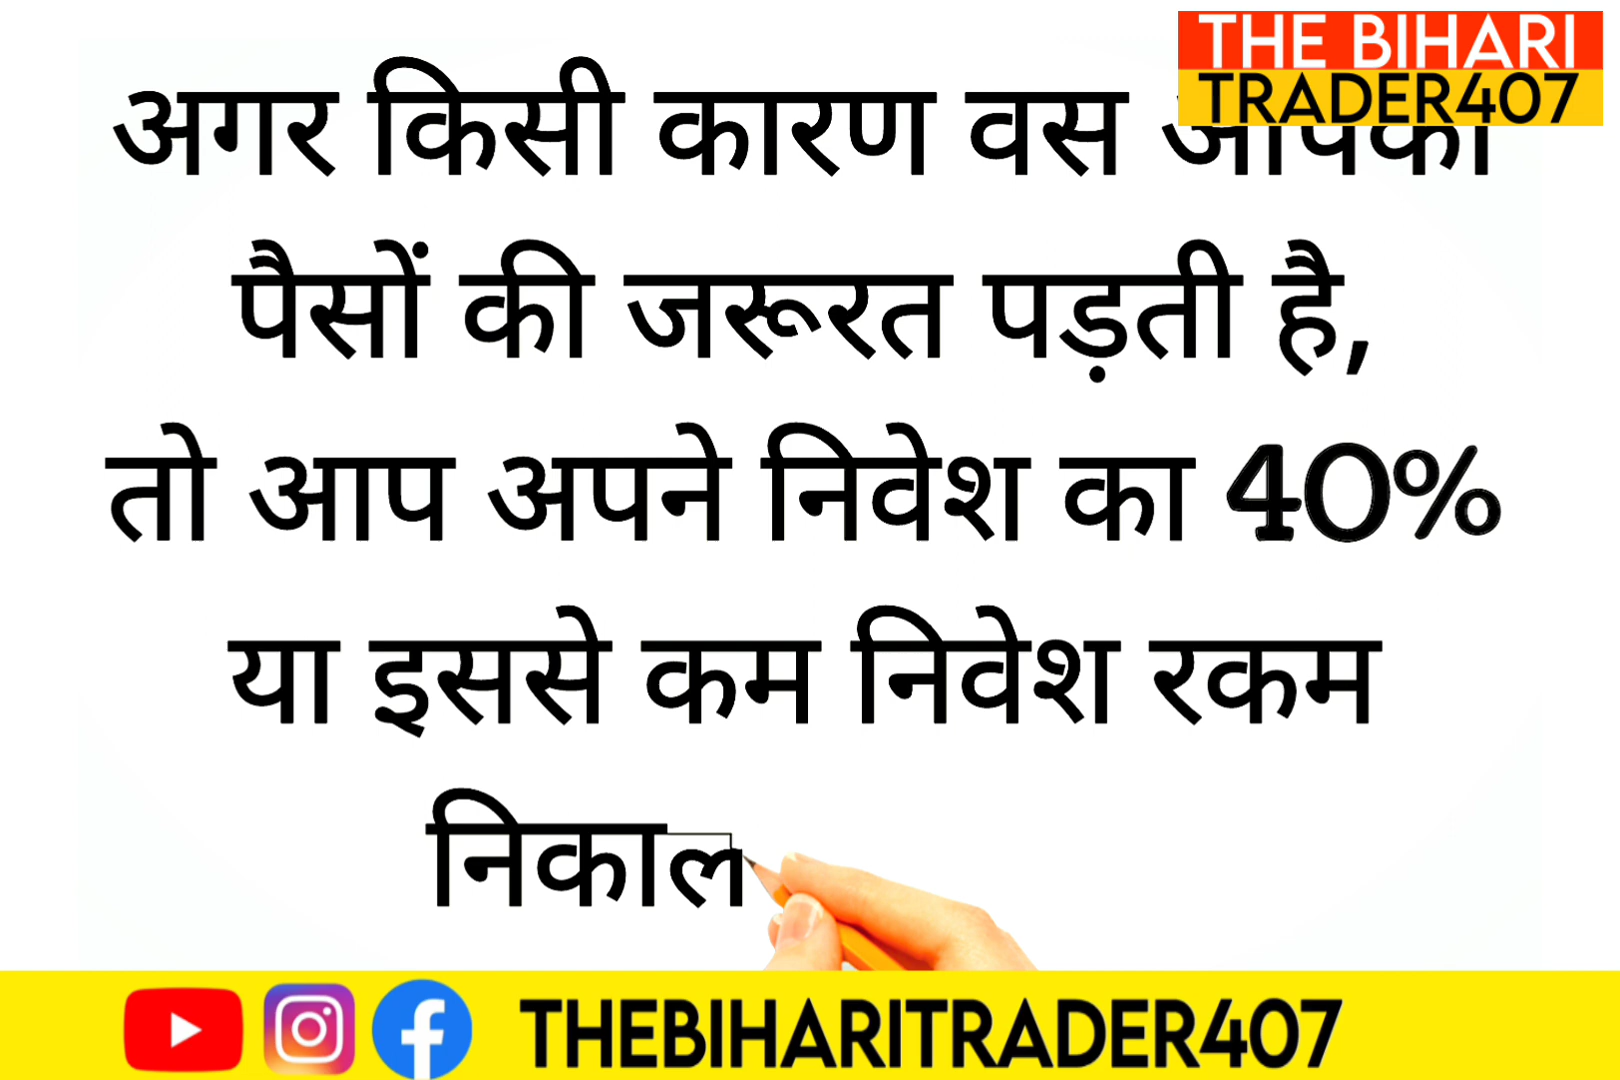 THE BIHARI
TRADER407
अगर किसी कारण वस
पैसों की जरूरत पड़ती है,
तो आप अपने निवेश का 40%
या इससे कम निवेश रकम
निकाल
THEBIHARITRADER407